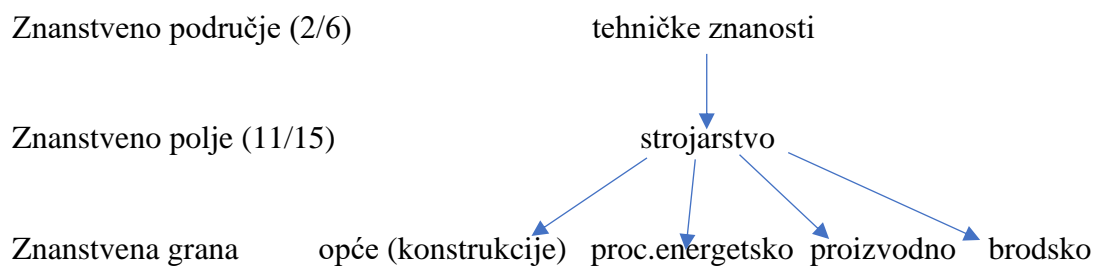 Znanstveno područje (2/6) tehničke znanosti
Znanstveno polje (11/15) strojarstvo
Znanstvena grana opće (konstrukcije) proc.energetsko proizvodno brodsko